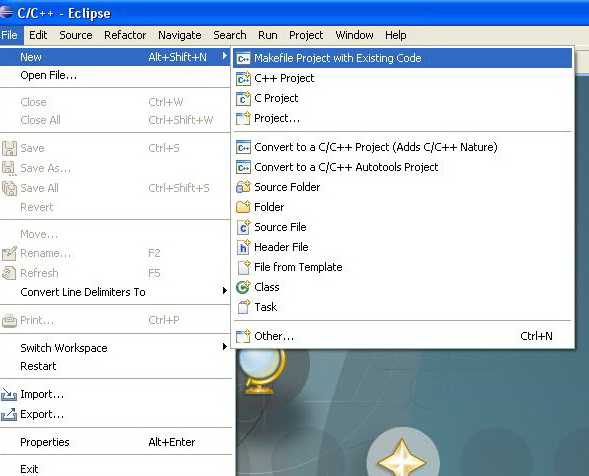 C/C++ - Eclipse
File Edit Source Refactor Navigate Search Run Project Window Help
New Alt+Shift+N
Open File...
Close Ctrl+W
Close All Ctrl+Shift+W
Save Ctrl+S
Save As...
Save All Ctrl+Shift+S
Revert
Move...
Rename... F2
Refresh F5
Convert Line Delimiters To
Print... Ctrl+P
Switch Workspace
Restart
Import...
Export...
Properties Alt+Enter
Exit
Makefile Project with Existing Code
C++ Project
C Project
Project...
Convert to a C/C++ Project (Adds C/C++ Nature)
Convert to a C/C++ Autotools Project
Source Folder
Folder
Source File
Header File
File from Template
Class
Task
Other... Ctrl+N